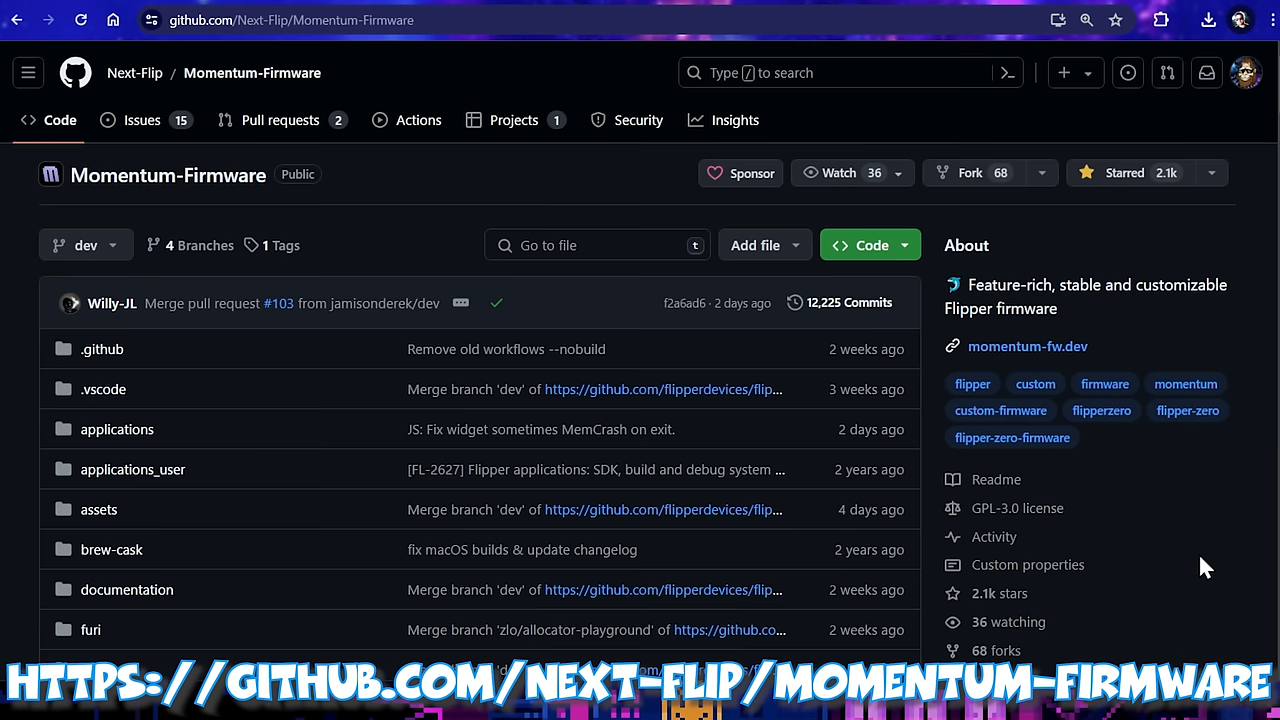 github.com/Next-Flip/Momentum-Firmware
Next-Flip / Momentum-Firmware
Type / to search
Code
Issues 15
Pull requests 2
Actions
Projects 1
Security
Insights
Momentum-Firmware Public
Sponsor
Watch 36
Fork 68
Starred 2.1k
dev
4 Branches
1 Tags
Go to file t
Add file
Code
Willy-JL Merge pull request #103 from jamisonderek/dev
f2a6ad6 · 2 days ago
12,225 Commits
.github Remove old workflows --nobuild 2 weeks ago
.vscode Merge branch 'dev' of https://github.com/flipperdevices/flip... 3 weeks ago
applications JS: Fix widget sometimes MemCrash on exit. 2 days ago
applications_user [FL-2627] Flipper applications: SDK, build and debug system ... 2 years ago
assets Merge branch 'dev' of https://github.com/flipperdevices/flip... 4 days ago
brew-cask fix macOS builds & update changelog 2 years ago
documentation Merge branch 'dev' of https://github.com/flipperdevices/flip... 2 weeks ago
furi Merge branch 'zlo/allocator-playground' of https://github.co... 2 weeks ago
About
Feature-rich, stable and customizable
Flipper firmware
momentum-fw.dev
flipper custom firmware momentum
custom-firmware flipperzero flipper-zero
flipper-zero-firmware
Readme
GPL-3.0 license
Activity
Custom properties
2.1k stars
36 watching
68 forks
HTTPS://GITHUB.COM/NEXT-FLIP/MOMENTUM-FIRMWARE